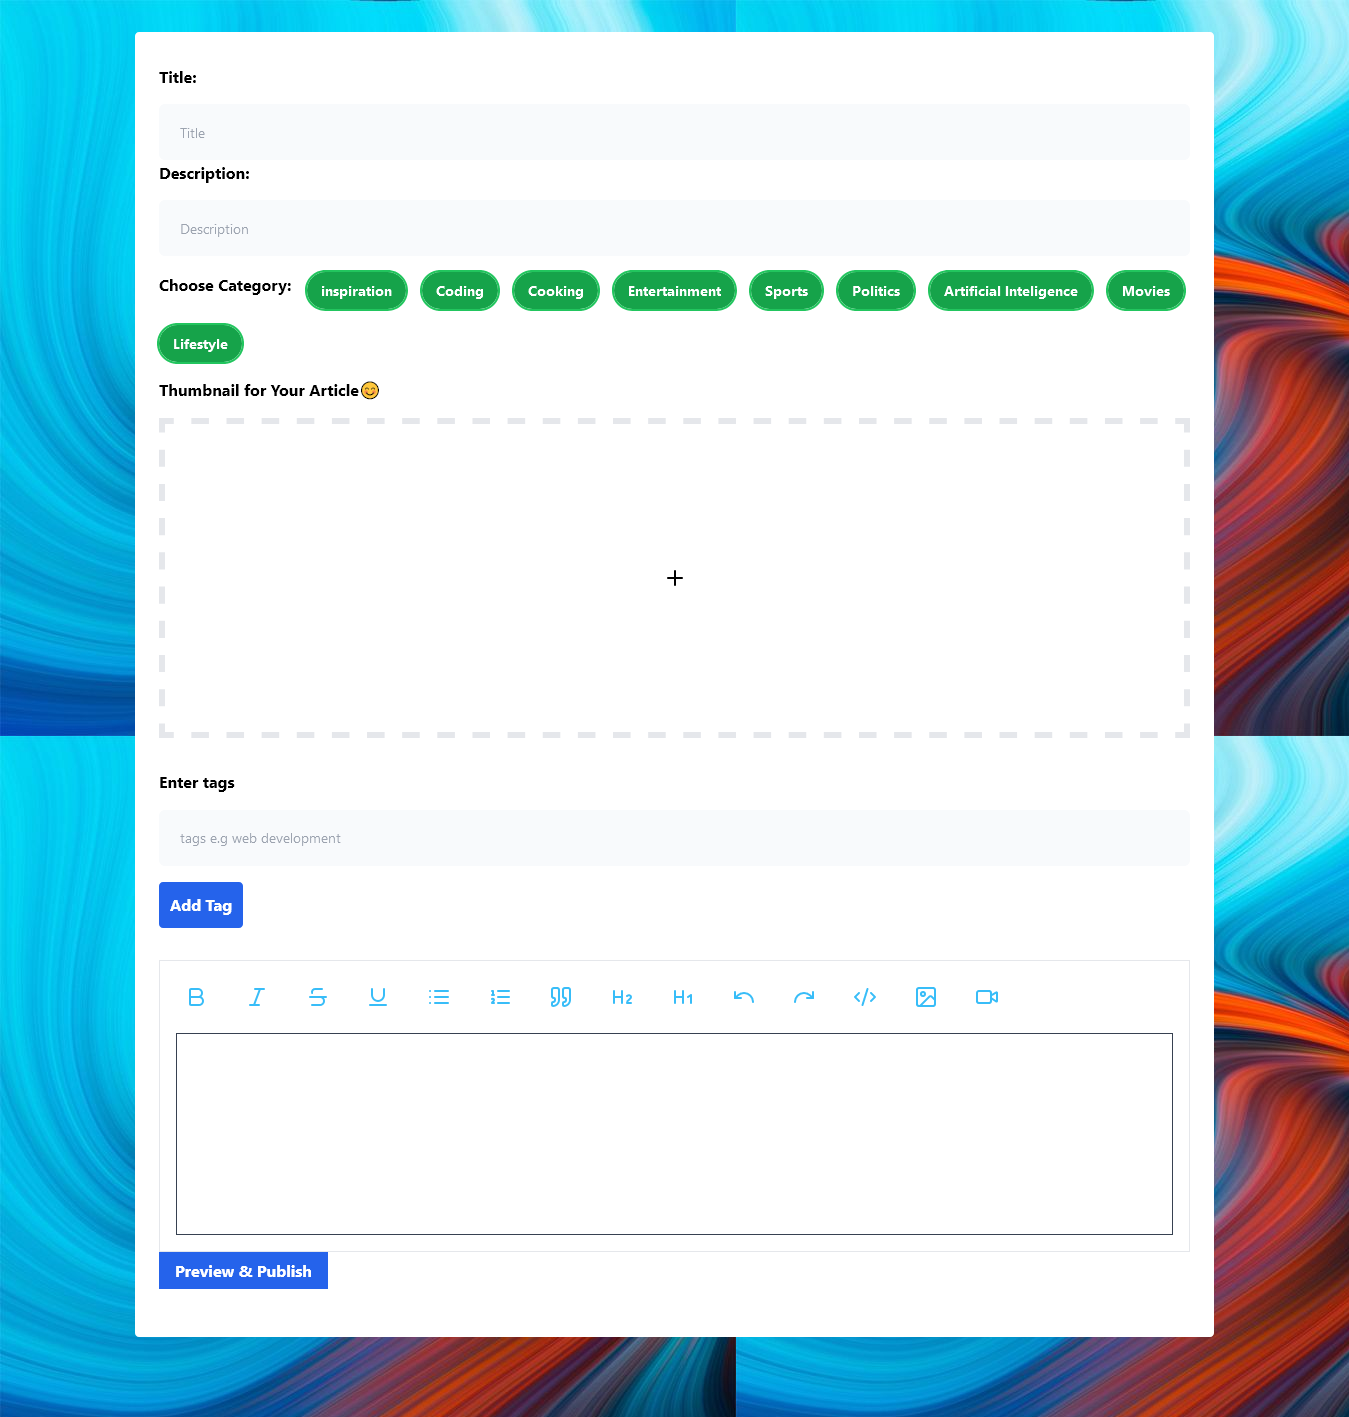 Title:
Title
Description:
Description
Choose Category: inspiration Coding Cooking Entertainment Sports Politics Artificial Inteligence Movies
Lifestyle
Thumbnail for Your Article😊
Enter tags
tags e.g web development
Add Tag
H2 H1
Preview & Publish